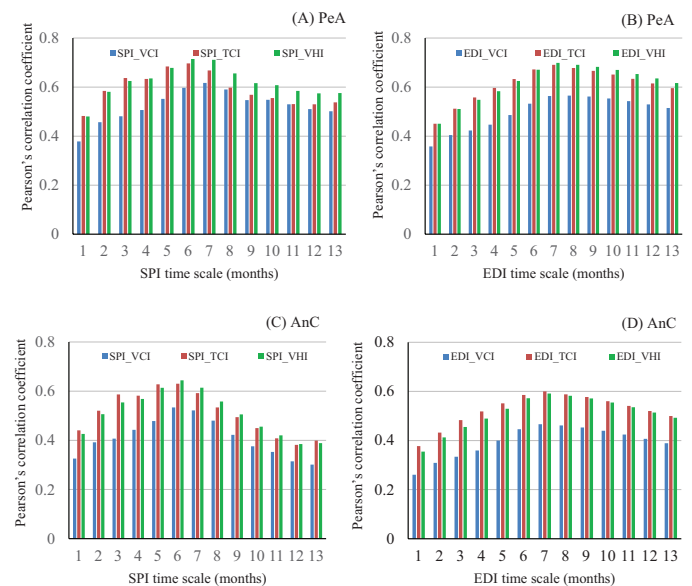 (A) PeA
SPI_VCI SPI_TCI SPI_VHI
Pearson's correlation coefficient
0.8
0.6
0.4
0.2
0
1 2 3 4 5 6 7 8 9 10 11 12 13
SPI time scale (months)
(B) PeA
EDI_VCI EDI_TCI EDI_VHI
Pearson's correlation coefficient
0.8
0.6
0.4
0.2
0
1 2 3 4 5 6 7 8 9 10 11 12 13
EDI time scale (months)
(C) AnC
SPI_VCI SPI_TCI SPI_VHI
Pearson's correlation coefficient
0.8
0.6
0.4
0.2
0
1 2 3 4 5 6 7 8 9 10 11 12 13
SPI time scale (months)
(D) AnC
EDI_VCI EDI_TCI EDI_VHI
Pearson's correlation coefficient
0.8
0.6
0.4
0.2
0
1 2 3 4 5 6 7 8 9 10 11 12 13
EDI time scale (months)